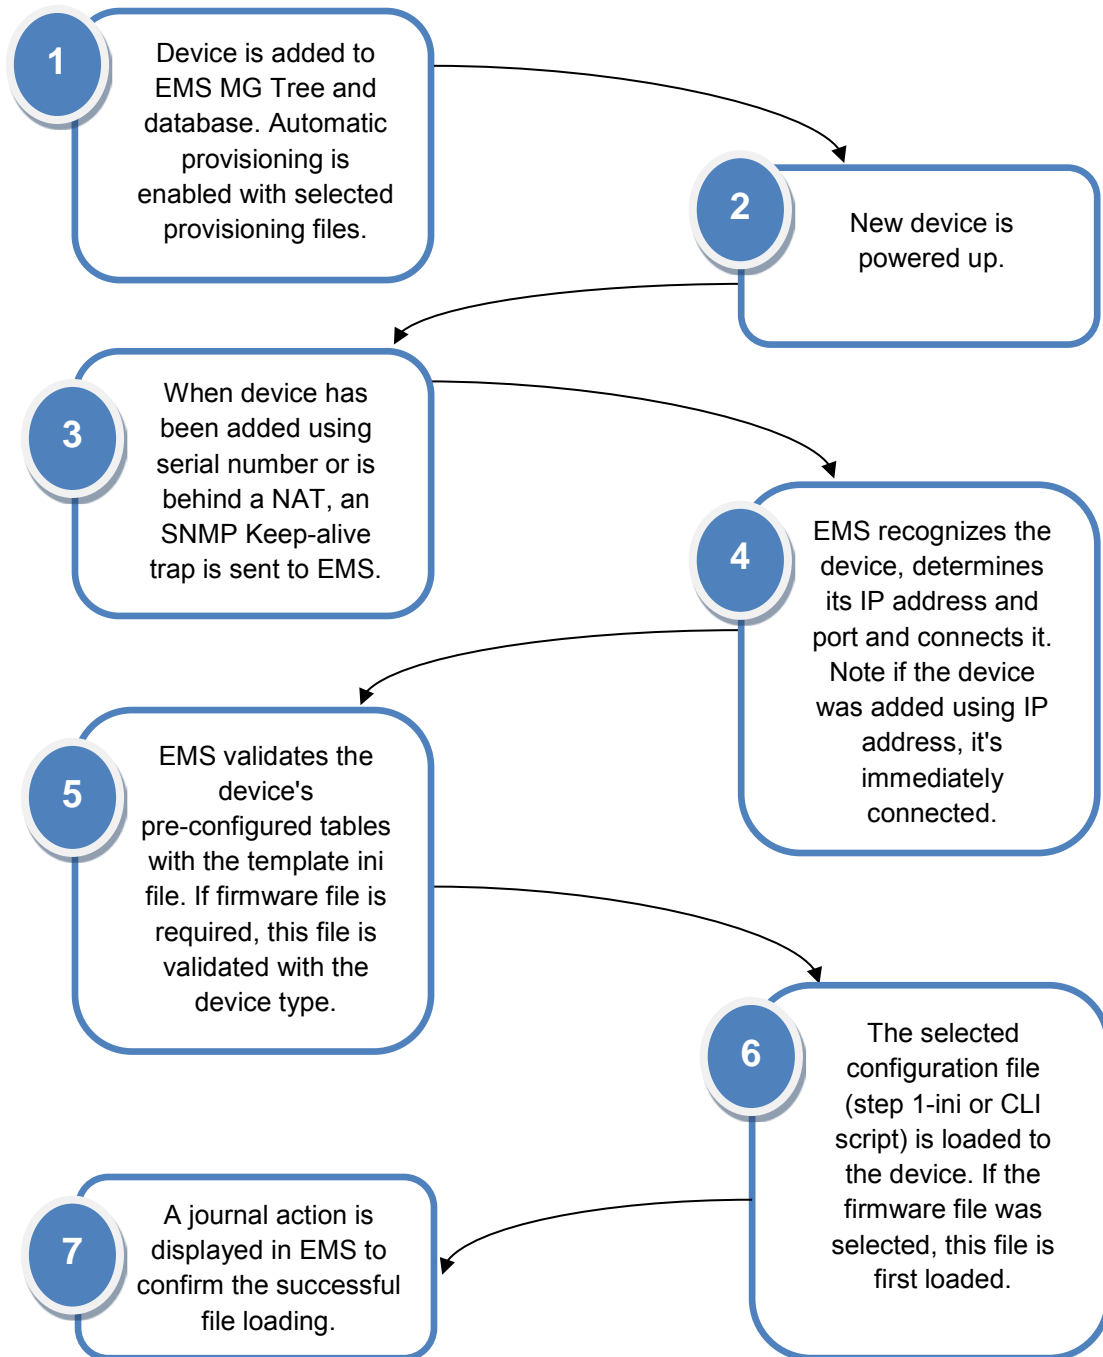 1
Device is added to
EMS MG Tree and
database. Automatic
provisioning is
enabled with selected
provisioning files.
2
New device is
powered up.
3
When device has
been added using
serial number or is
behind a NAT, an
SNMP Keep-alive
trap is sent to EMS.
4
EMS recognizes the
device, determines
its IP address and
port and connects it.
Note if the device
was added using IP
address, it's
immediately
connected.
5
EMS validates the
device's
pre-configured tables
with the template ini
file. If firmware file is
required, this file is
validated with the
device type.
6
The selected
configuration file
(step 1-ini or CLI
script) is loaded to
the device. If the
firmware file was
selected, this file is
first loaded.
7
A journal action is
displayed in EMS to
confirm the successful
file loading.